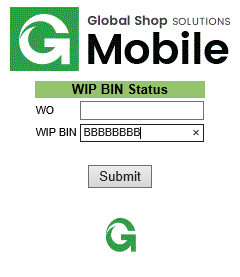 Global Shop SOLUTIONS
Mobile
WIP BIN Status
WO
WIP BIN BBBBBBBB ×
Submit